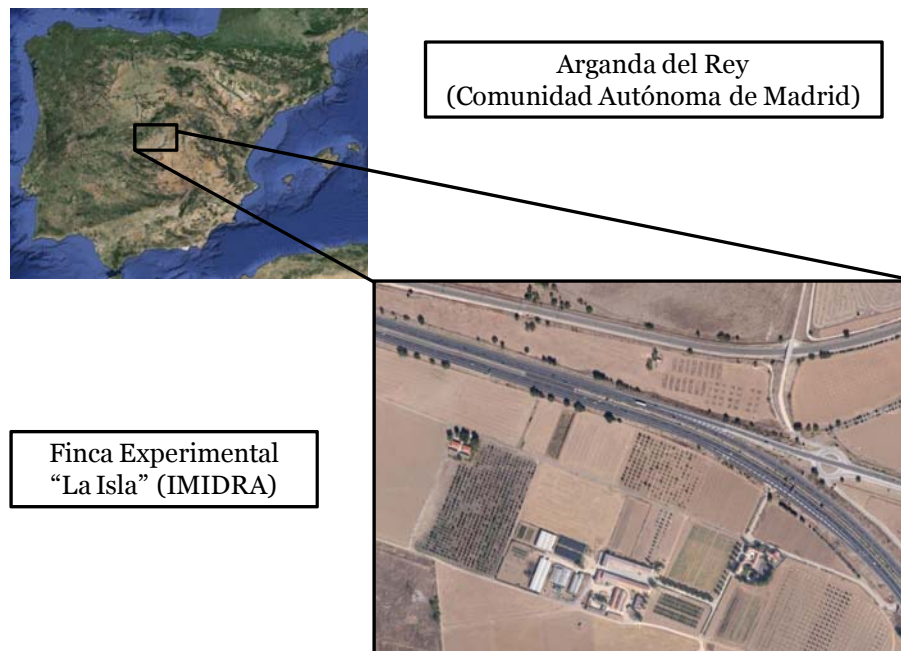 Arganda del Rey
(Comunidad Autónoma de Madrid)
Finca Experimental
“La Isla” (IMIDRA)